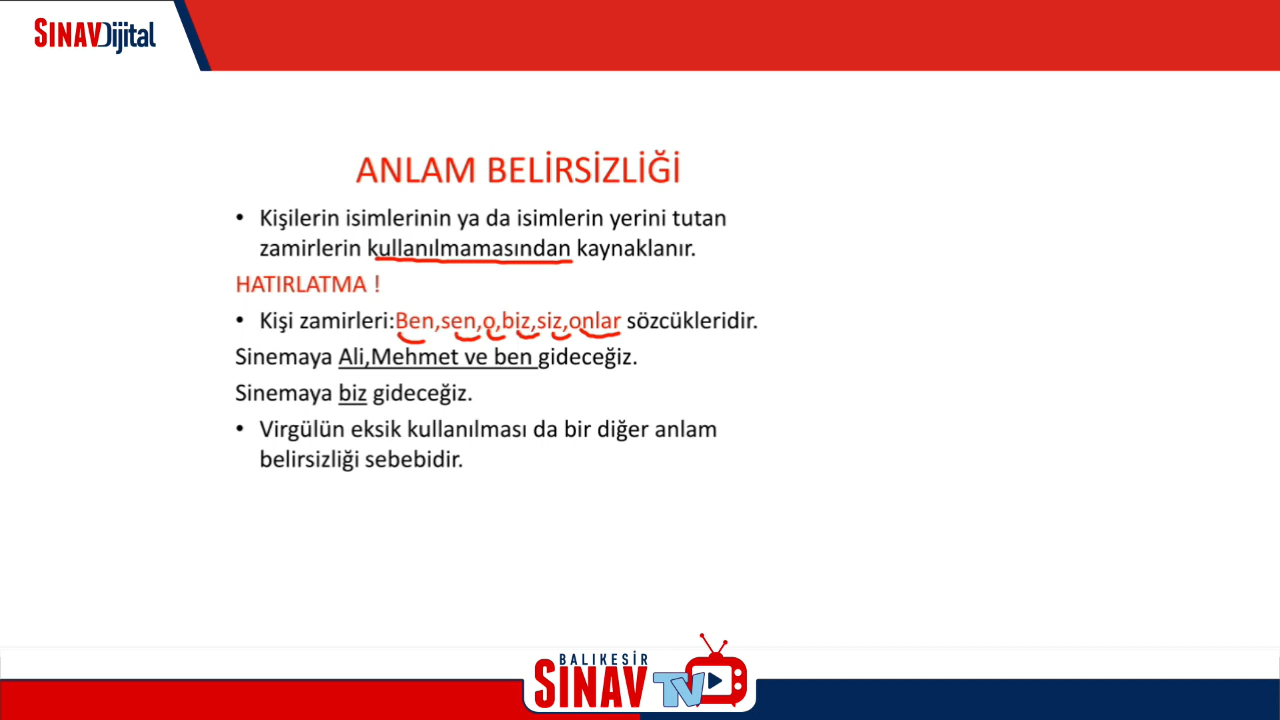 SINAVDijital
ANLAM BELİRSİZLİĞİ
• Kişilerin isimlerinin ya da isimlerin yerini tutan
zamirlerin kullanılmamasından kaynaklanır.
HATIRLATMA !
• Kişi zamirleri:Ben,sen,o,biz,siz,onlar sözcükleridir.
Sinemaya Ali,Mehmet ve ben gideceğiz.
Sinemaya biz gideceğiz.
• Virgülün eksik kullanılması da bir diğer anlam
belirsizliği sebebidir.
BALIKESİR
SINAV TV